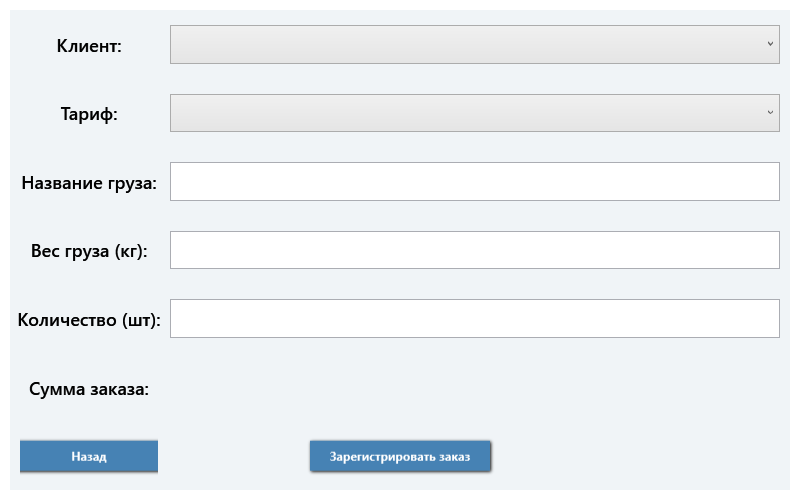 Клиент:
Тариф:
Название груза:
Вес груза (кг):
Количество (шт):
Сумма заказа:
Назад
Зарегистрировать заказ